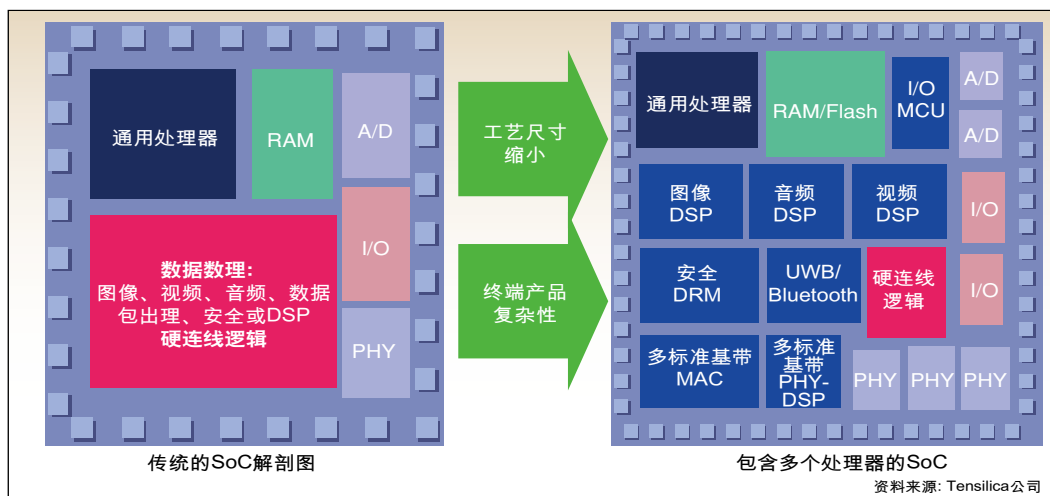 通用处理器
RAM
A/D
I/O
PHY
数据数理:
图像、视频、音频、数据
包出理、安全或DSP
硬连线逻辑
传统的SoC解剖图
工艺尺寸
缩小
终端产品
复杂性
通用处理器
RAM/Flash
I/O
MCU
A/D
A/D
图像
DSP
音频
DSP
视频
DSP
I/O
安全
DRM
UWB/
Bluetooth
硬连线
逻辑
I/O
多标准基带
MAC
多标准
基带
PHY-
DSP
PHY
PHY
PHY
包含多个处理器的SoC
资料来源: Tensilica公司